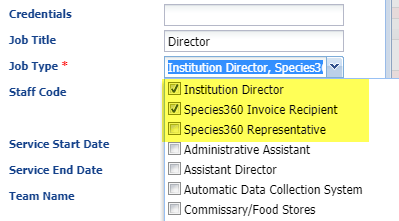 Credentials
Job Title Director
Job Type * Institution Director, Species3
Staff Code
Institution Director
Species360 Invoice Recipient
Species360 Representative
Service Start Date
Administrative Assistant
Service End Date
Assistant Director
Automatic Data Collection System
Team Name
Commissary/Food Stores